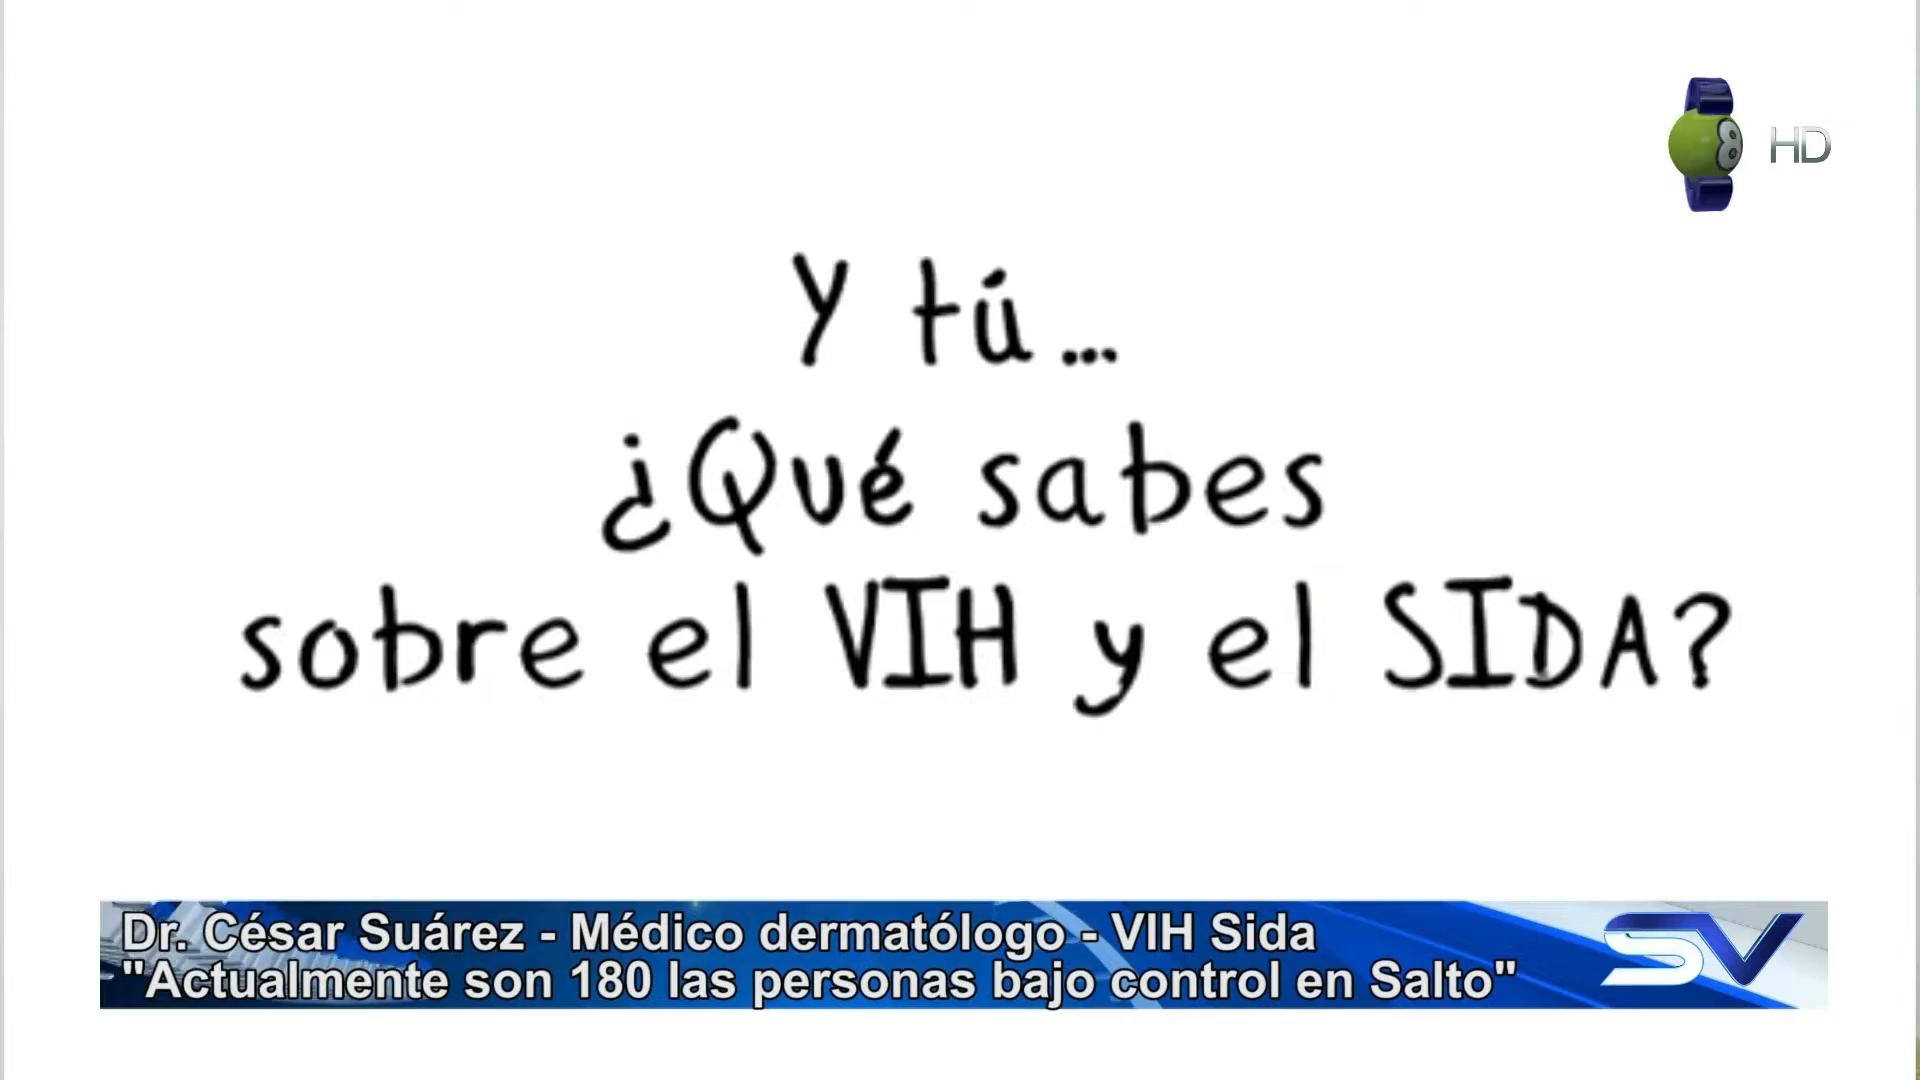 8 HD
Y tú...
¿Qué sabes
sobre el VIH y el SIDA?
Dr. César Suárez - Médico dermatólogo - VIH Sida
"Actualmente son 180 las personas bajo control en Salto"
SV